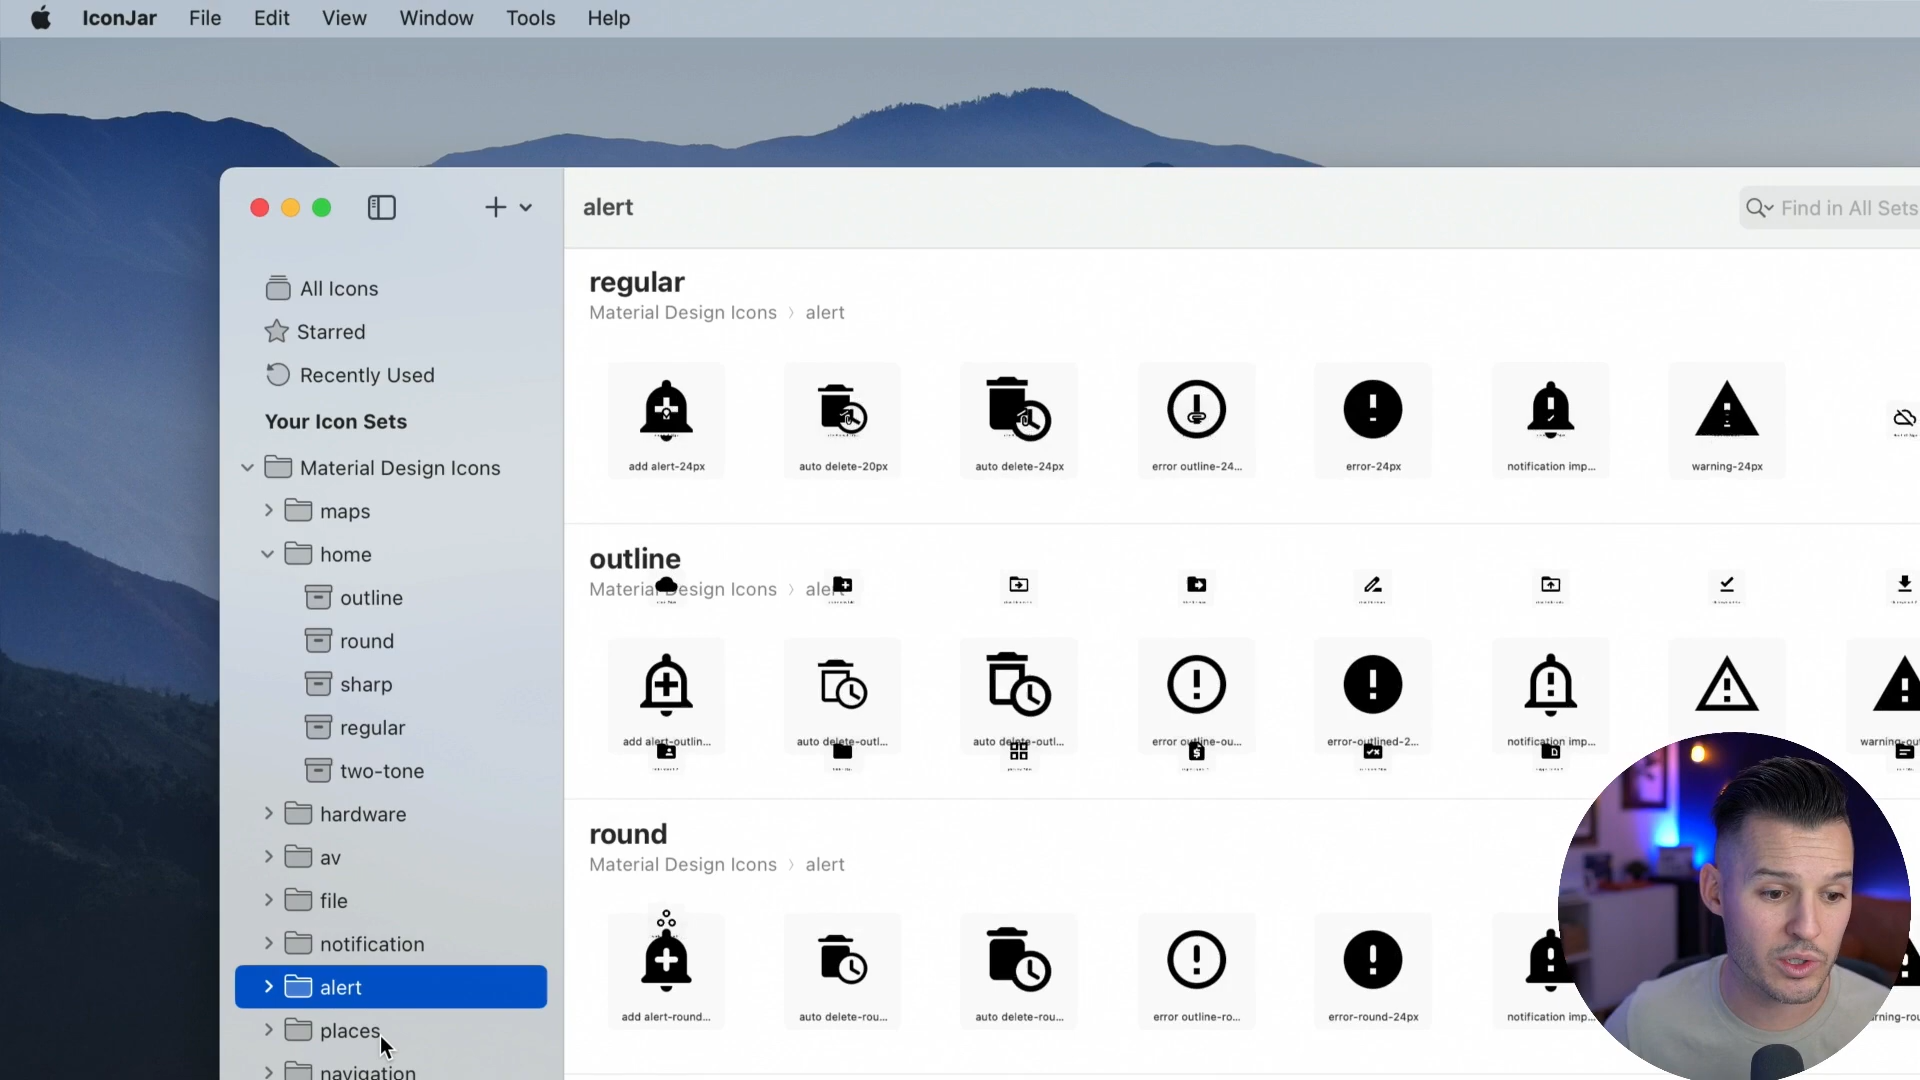 IconJar File Edit View Window Tools Help
alert
Find in All Sets
All Icons
Starred
Recently Used
Your Icon Sets
Material Design Icons
maps
home
outline
round
sharp
regular
two-tone
hardware
av
file
notification
alert
places
navigation
regular
Material Design Icons › alert
add alert-24px
auto delete-20px
auto delete-24px
error outline-24...
error-24px
notification imp...
warning-24px
outline
Material Design Icons › alert
add alert-outlin...
auto delete-outl...
auto delete-outl...
error outline-ou...
error-outlined-2...
notification imp...
warning-ou
round
Material Design Icons › alert
add alert-round...
auto delete-rou...
auto delete-rou...
error outline-ro...
error-round-24px
notification imp
rning-rou